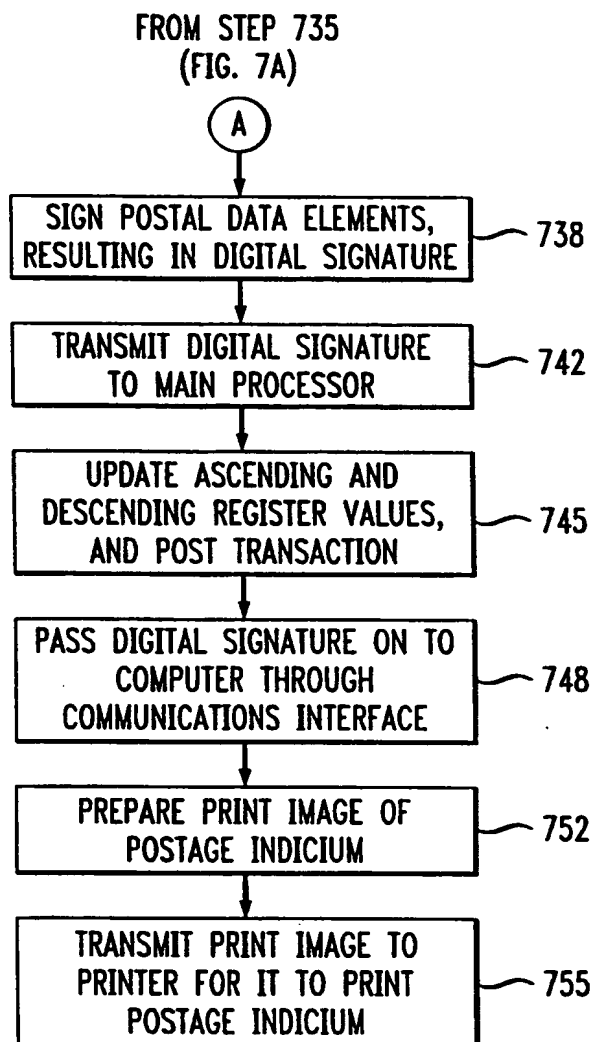 FROM STEP 735
(FIG. 7A)
A
SIGN POSTAL DATA ELEMENTS,
RESULTING IN DIGITAL SIGNATURE
738
TRANSMIT DIGITAL SIGNATURE
TO MAIN PROCESSOR
742
UPDATE ASCENDING AND
DESCENDING REGISTER VALUES,
AND POST TRANSACTION
745
PASS DIGITAL SIGNATURE ON TO
COMPUTER THROUGH
COMMUNICATIONS INTERFACE
748
PREPARE PRINT IMAGE OF
POSTAGE INDICIUM
752
TRANSMIT PRINT IMAGE TO
PRINTER FOR IT TO PRINT
POSTAGE INDICIUM
755